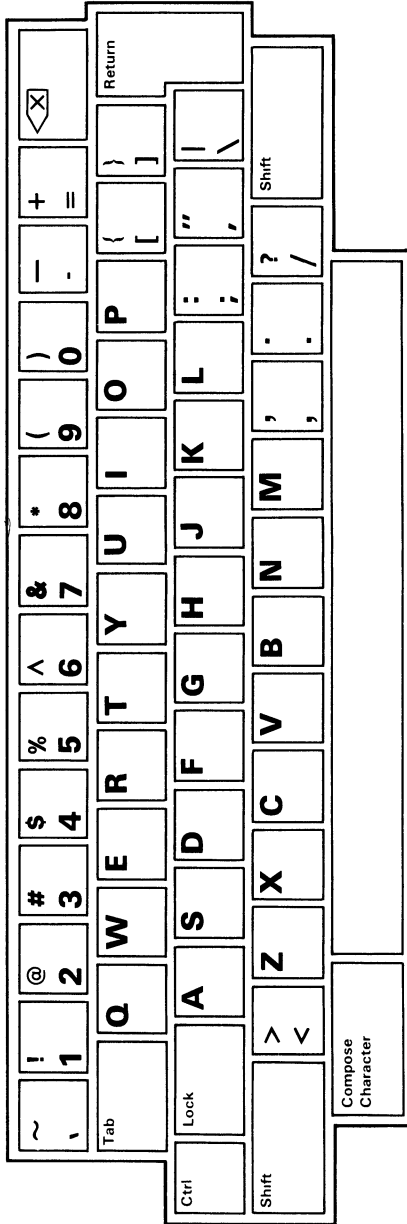 ~ ! @ # $ % ^ & * ( ) — +
` 1 2 3 4 5 6 7 8 9 0 - = X
Tab Q W E R T Y U I O P { } Return
[ ]
Ctrl Lock A S D F G H J K L : " |
; ' \
Shift > Z X C V B N M , . ? Shift
< , . /
Compose
Character